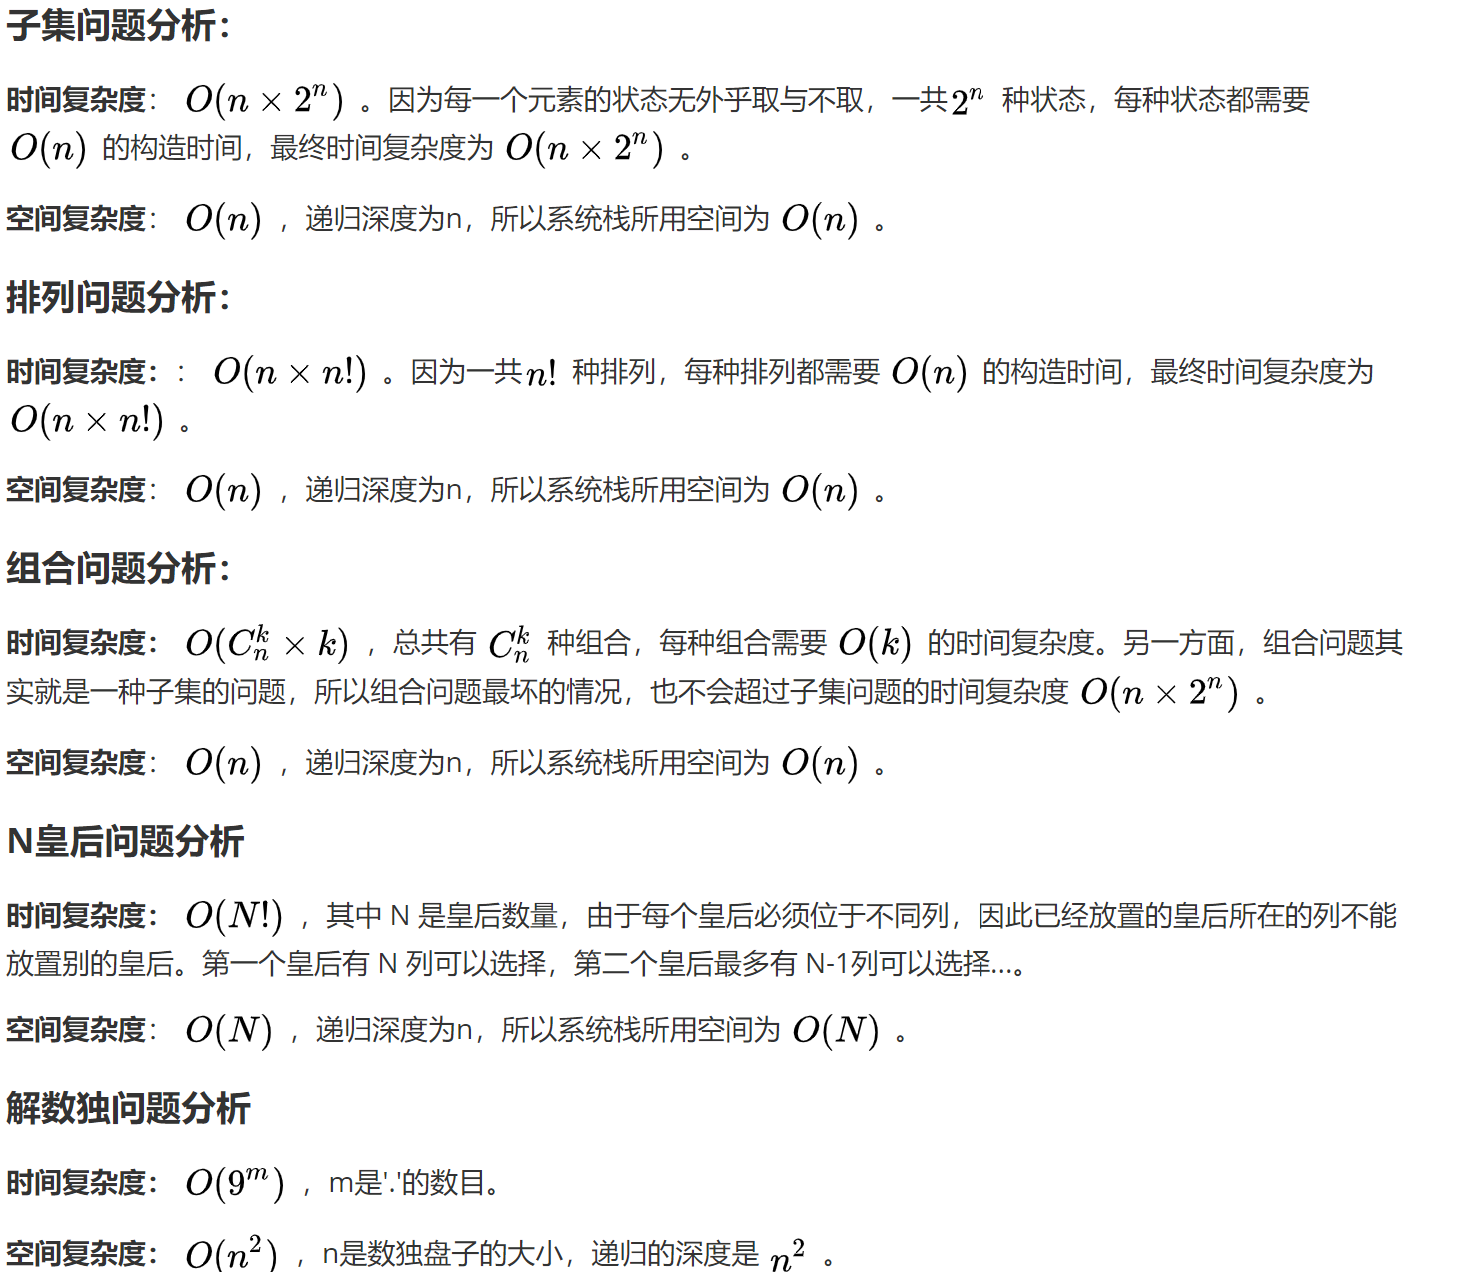 子集问题分析：
时间复杂度： O(n × 2ⁿ) 。因为每一个元素的状态无外乎取与不取，一共2ⁿ 种状态，每种状态都需要
O(n) 的构造时间，最终时间复杂度为 O(n × 2ⁿ) 。
空间复杂度： O(n) ，递归深度为n，所以系统栈所用空间为 O(n) 。
排列问题分析：
时间复杂度：： O(n × n!) 。因为一共n! 种排列，每种排列都需要 O(n) 的构造时间，最终时间复杂度为
O(n × n!) 。
空间复杂度： O(n) ，递归深度为n，所以系统栈所用空间为 O(n) 。
组合问题分析：
时间复杂度： O(C_n^k × k) ，总共有 C_n^k 种组合，每种组合需要 O(k) 的时间复杂度。另一方面，组合问题其
实就是一种子集的问题，所以组合问题最坏的情况，也不会超过子集问题的时间复杂度 O(n × 2ⁿ) 。
空间复杂度： O(n) ，递归深度为n，所以系统栈所用空间为 O(n) 。
N皇后问题分析
时间复杂度： O(N!) ，其中 N 是皇后数量，由于每个皇后必须位于不同列，因此已经放置的皇后所在的列不能
放置别的皇后。第一个皇后有 N 列可以选择，第二个皇后最多有 N-1列可以选择...。
空间复杂度： O(N) ，递归深度为n，所以系统栈所用空间为 O(N) 。
解数独问题分析
时间复杂度： O(9ᵐ) ，m是'.'的数目。
空间复杂度： O(n²) ，n是数独盘子的大小，递归的深度是 n² 。